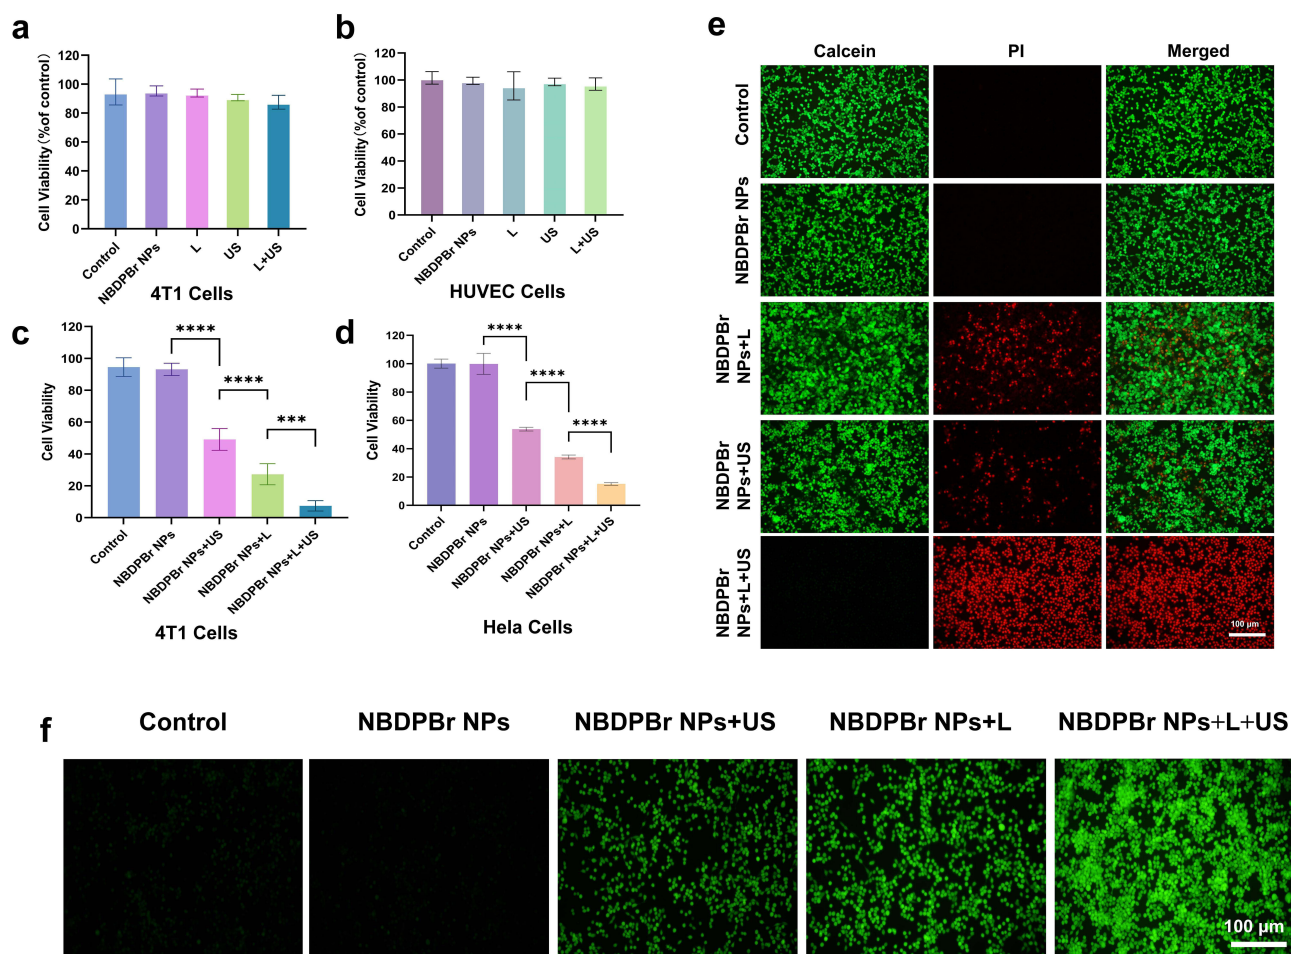 a
Cell Viability (%of control)
120
100
80
60
40
20
0
Control
NBDPBr NPs
L
US
L+US
4T1 Cells
b
Cell Viability (%of control)
120
100
80
60
40
20
0
Control
NBDPBr NPs
L
US
L+US
HUVEC Cells
c
Cell Viability
120
100
80
60
40
20
0
****
****
***
Control
NBDPBr NPs
NBDPBr NPs+US
NBDPBr NPs+L
NBDPBr NPs+L+US
4T1 Cells
d
Cell Viability
120
100
80
60
40
20
0
****
****
****
Control
NBDPBr NPs
NBDPBr NPs+US
NBDPBr NPs+L
NBDPBr NPs+L+US
Hela Cells
e
Calcein
PI
Merged
Control
NBDPBr NPs
NBDPBr
NPs+L
NBDPBr
NPs+US
NBDPBr
NPs+L+US
100 μm
f
Control
NBDPBr NPs
NBDPBr NPs+US
NBDPBr NPs+L
NBDPBr NPs+L+US
100 μm